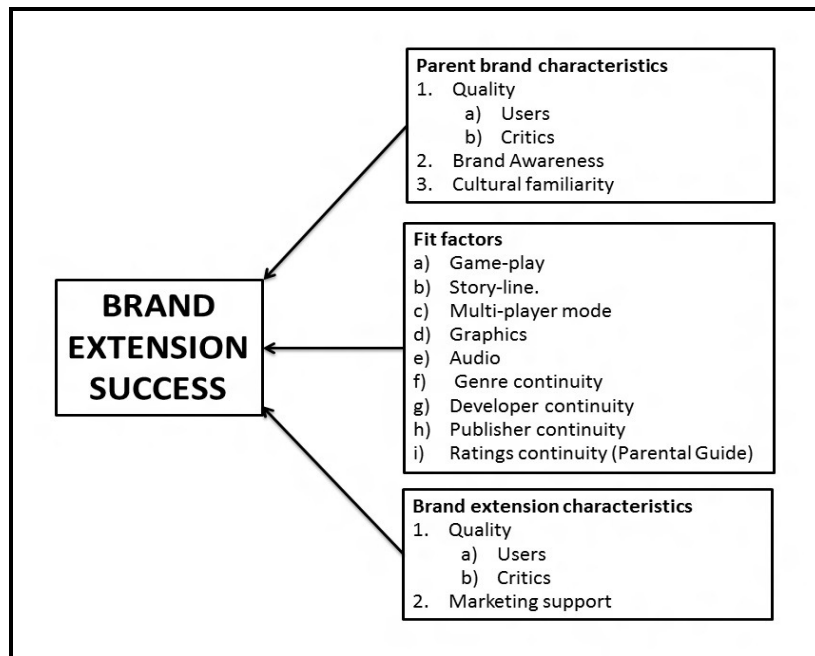 Parent brand characteristics
1. Quality
a) Users
b) Critics
2. Brand Awareness
3. Cultural familiarity
Fit factors
a) Game-play
b) Story-line.
c) Multi-player mode
d) Graphics
e) Audio
f) Genre continuity
g) Developer continuity
h) Publisher continuity
i) Ratings continuity (Parental Guide)
BRAND
EXTENSION
SUCCESS
Brand extension characteristics
1. Quality
a) Users
b) Critics
2. Marketing support